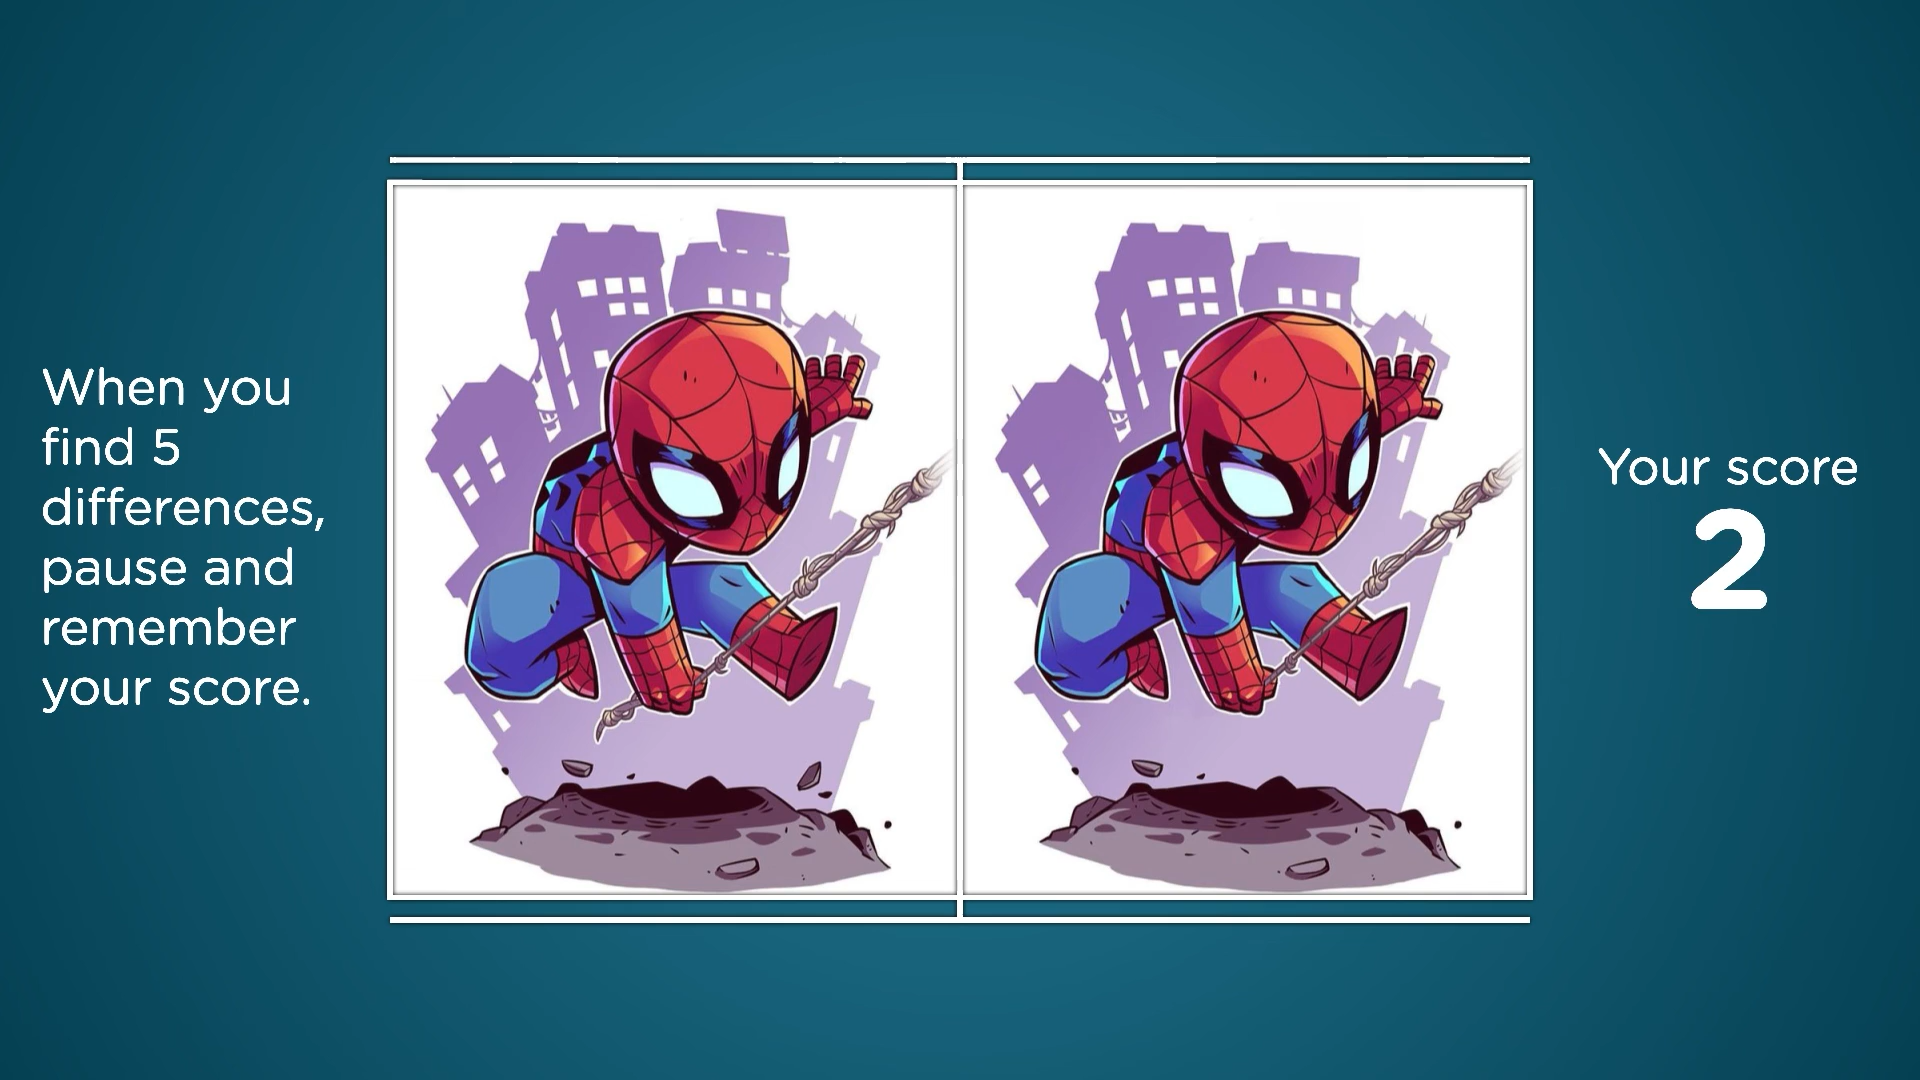 When you
find 5
differences,
pause and
remember
your score.
Your score
2